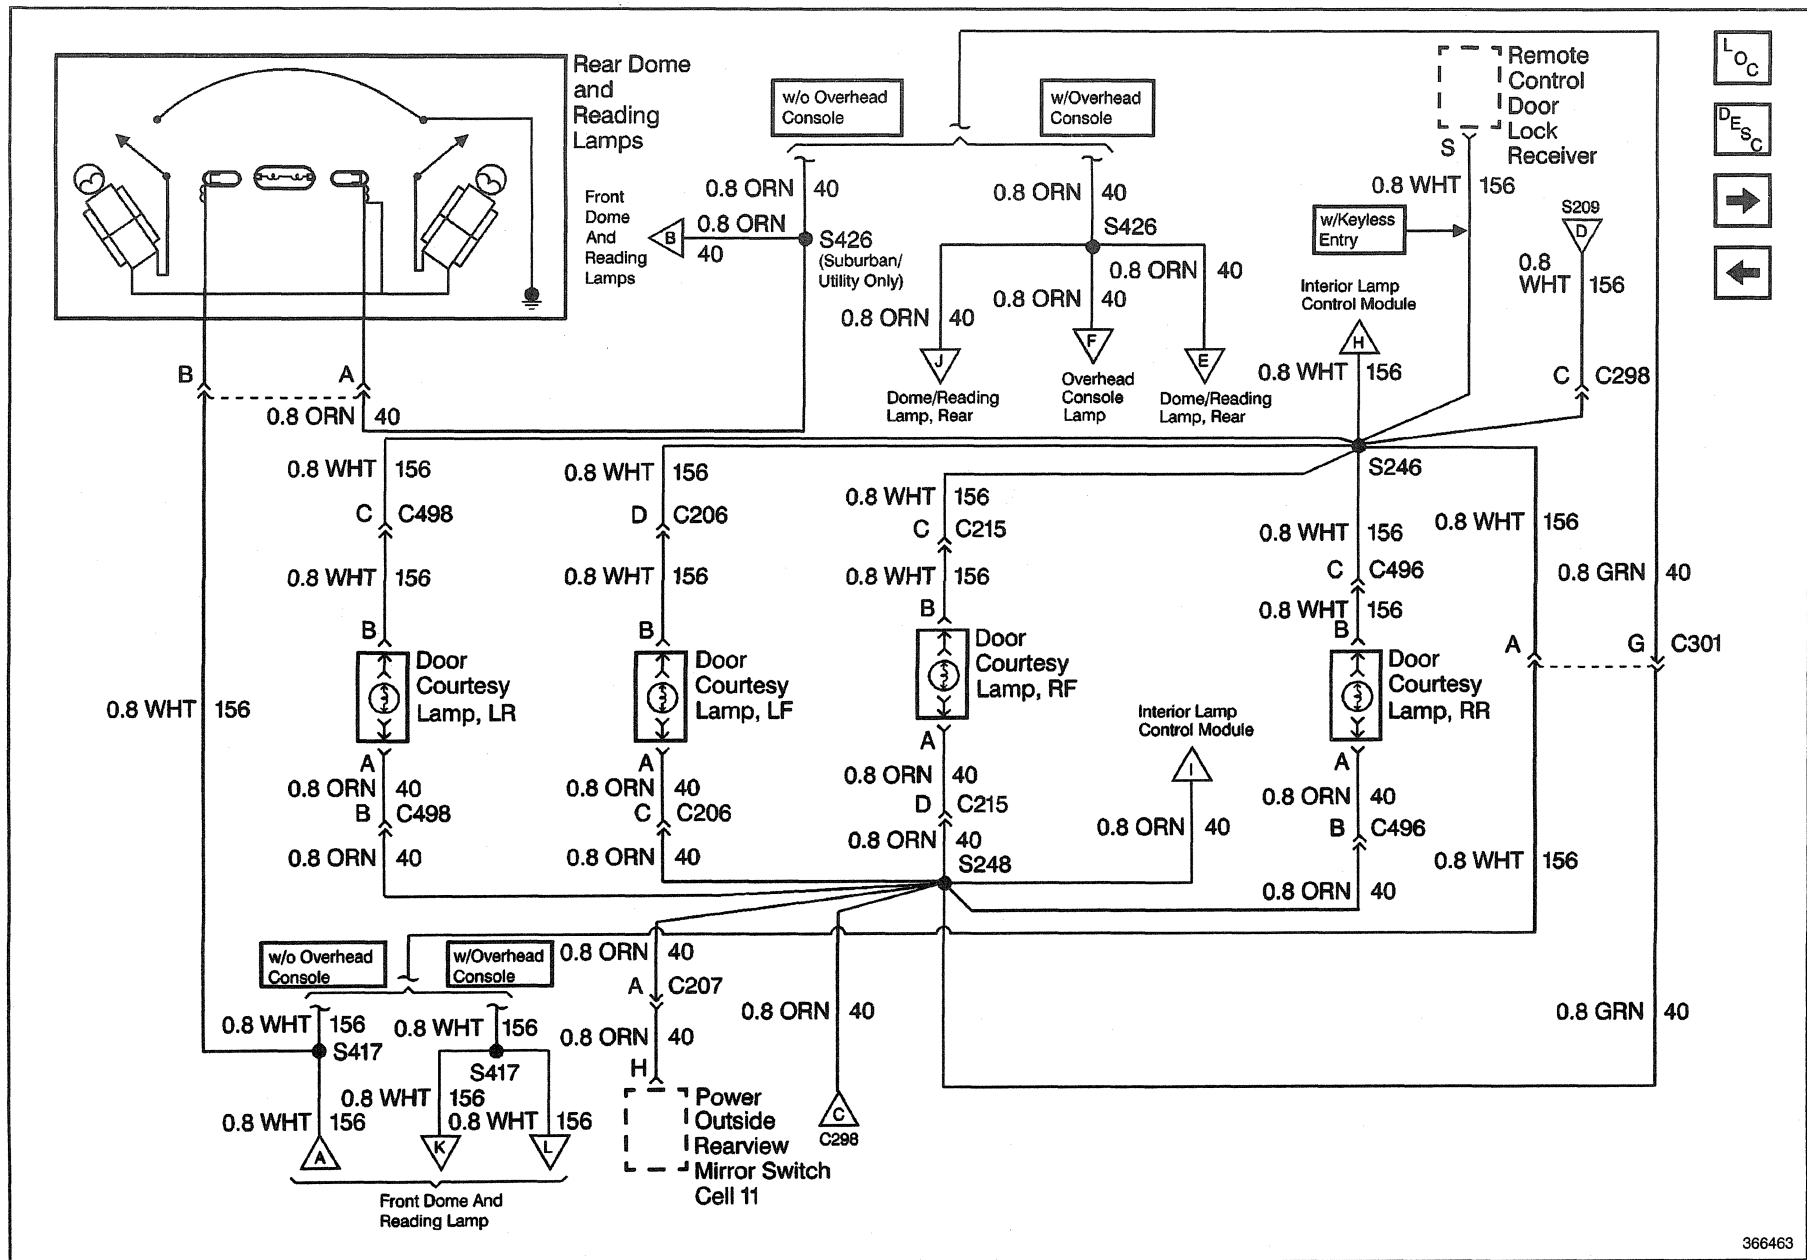 Rear Dome
and
Reading
Lamps
w/o Overhead
Console
w/Overhead
Console
Remote
Control
Door
Lock
Receiver
S
L
O
C
D
E
S
C
0.8 WHT 156
w/Keyless
Entry
S209
D
0.8
WHT 156
C C298
Front
Dome
And
Reading
Lamps
B
0.8 ORN
40
0.8 ORN 40
S426
(Suburban/
Utility Only)
0.8 ORN 40
S426
0.8 ORN 40
0.8 ORN 40
0.8 ORN 40
J
Dome/Reading
Lamp, Rear
F
Overhead
Console
Lamp
E
Dome/Reading
Lamp, Rear
Interior Lamp
Control Module
H
0.8 WHT 156
S246
B A
0.8 ORN 40
0.8 WHT 156
C C498
0.8 WHT 156
B
Door
Courtesy
Lamp, LR
A
0.8 ORN 40
B C498
0.8 ORN 40
0.8 WHT 156
D C206
0.8 WHT 156
B
Door
Courtesy
Lamp, LF
A
0.8 ORN 40
C C206
0.8 ORN 40
0.8 WHT 156
C C215
0.8 WHT 156
B
Door
Courtesy
Lamp, RF
A
0.8 ORN 40
D C215
0.8 ORN 40
S248
Interior Lamp
Control Module
I
0.8 ORN 40
0.8 WHT 156
C C496
0.8 WHT 156
B
Door
Courtesy
Lamp, RR
A
0.8 ORN 40
B C496
0.8 ORN 40
0.8 WHT 156
0.8 GRN 40
A G C301
0.8 WHT 156
0.8 GRN 40
0.8 WHT 156
w/o Overhead
Console
w/Overhead
Console
0.8 WHT 156
S417
0.8 WHT 156
A
0.8 WHT 156
S417
0.8 WHT 156
K
0.8 WHT 156
L
Front Dome And
Reading Lamp
0.8 ORN 40
A C207
0.8 ORN 40
H
Power
Outside
Rearview
Mirror Switch
Cell 11
0.8 ORN 40
C
C298
366463